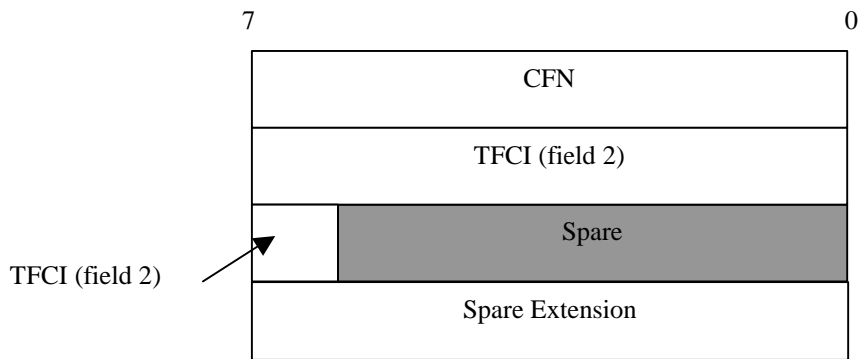 7 0
CFN
TFCI (field 2)
Spare
TFCI (field 2)
Spare Extension